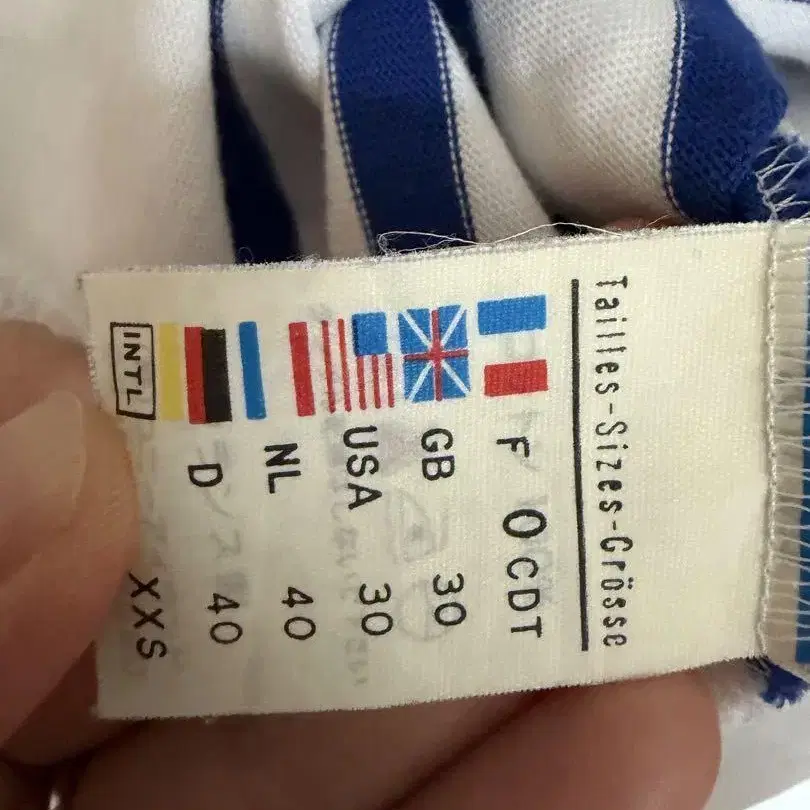 Tailles-Sizes-Grösse
F 0 CDT
GB 30
USA 30
NL 40
D 40
INTL XXS